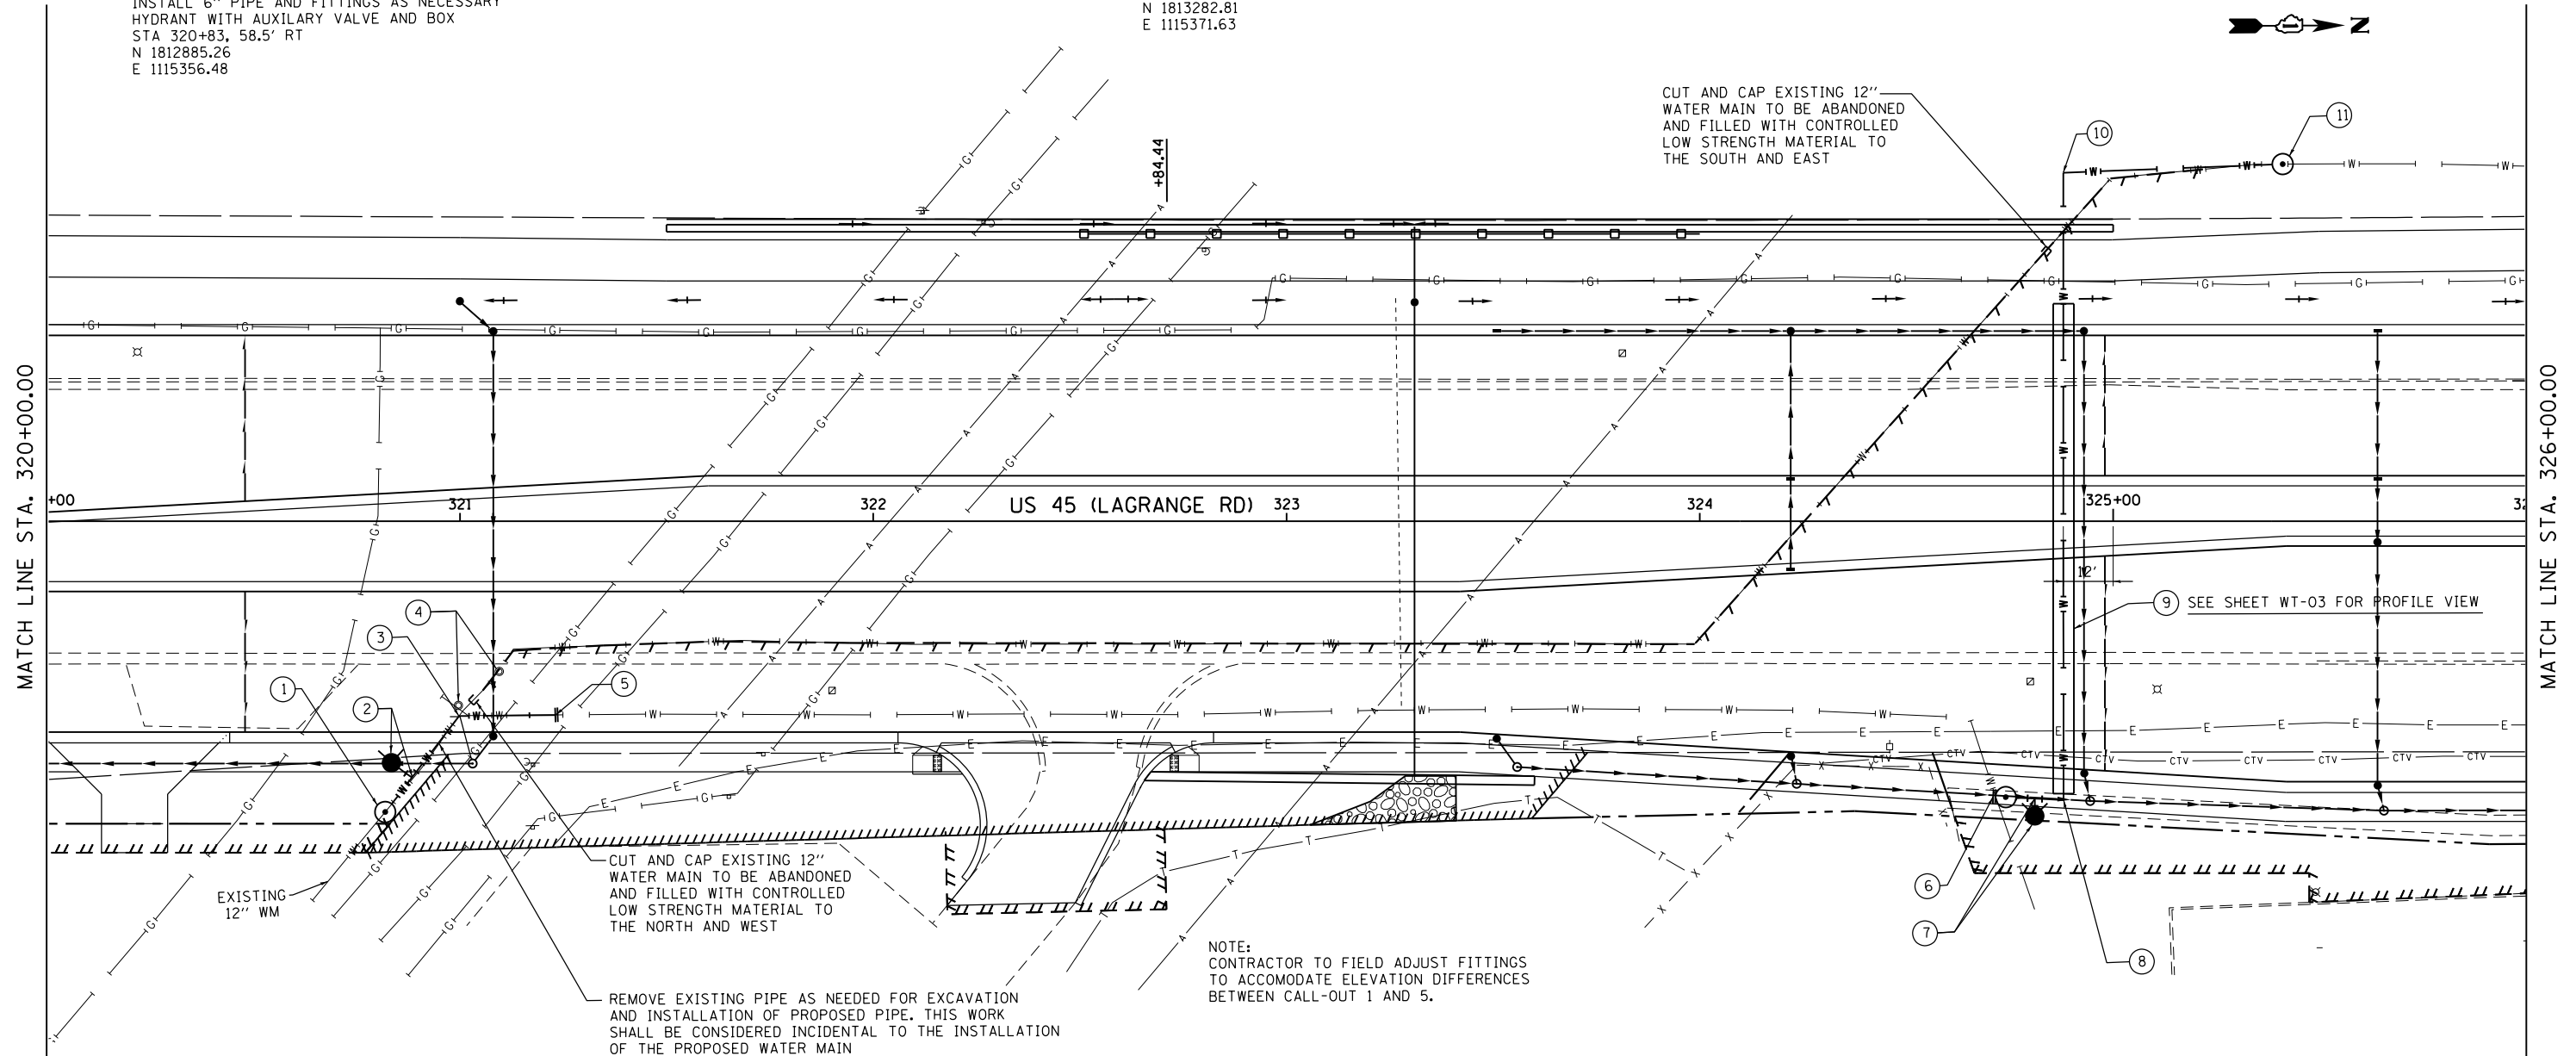 INSTALL 6" PIPE AND FITTINGS AS NECESSARY
HYDRANT WITH AUXILARY VALVE AND BOX
STA 320+83, 58.5' RT
N 1812885.26
E 1115356.48
N 1813282.81
E 1115371.63
N
CUT AND CAP EXISTING 12"
WATER MAIN TO BE ABANDONED
AND FILLED WITH CONTROLLED
LOW STRENGTH MATERIAL TO
THE SOUTH AND EAST
10
11
+84.44
MATCH LINE STA. 320+00.00
MATCH LINE STA. 326+00.00
+00
321
322
US 45 (LAGRANGE RD)
323
324
325+00
12'
9
SEE SHEET WT-03 FOR PROFILE VIEW
4
3
1
2
5
6
7
8
EXISTING
12" WM
CUT AND CAP EXISTING 12"
WATER MAIN TO BE ABANDONED
AND FILLED WITH CONTROLLED
LOW STRENGTH MATERIAL TO
THE NORTH AND WEST
NOTE:
CONTRACTOR TO FIELD ADJUST FITTINGS
TO ACCOMODATE ELEVATION DIFFERENCES
BETWEEN CALL-OUT 1 AND 5.
REMOVE EXISTING PIPE AS NEEDED FOR EXCAVATION
AND INSTALLATION OF PROPOSED PIPE. THIS WORK
SHALL BE CONSIDERED INCIDENTAL TO THE INSTALLATION
OF THE PROPOSED WATER MAIN